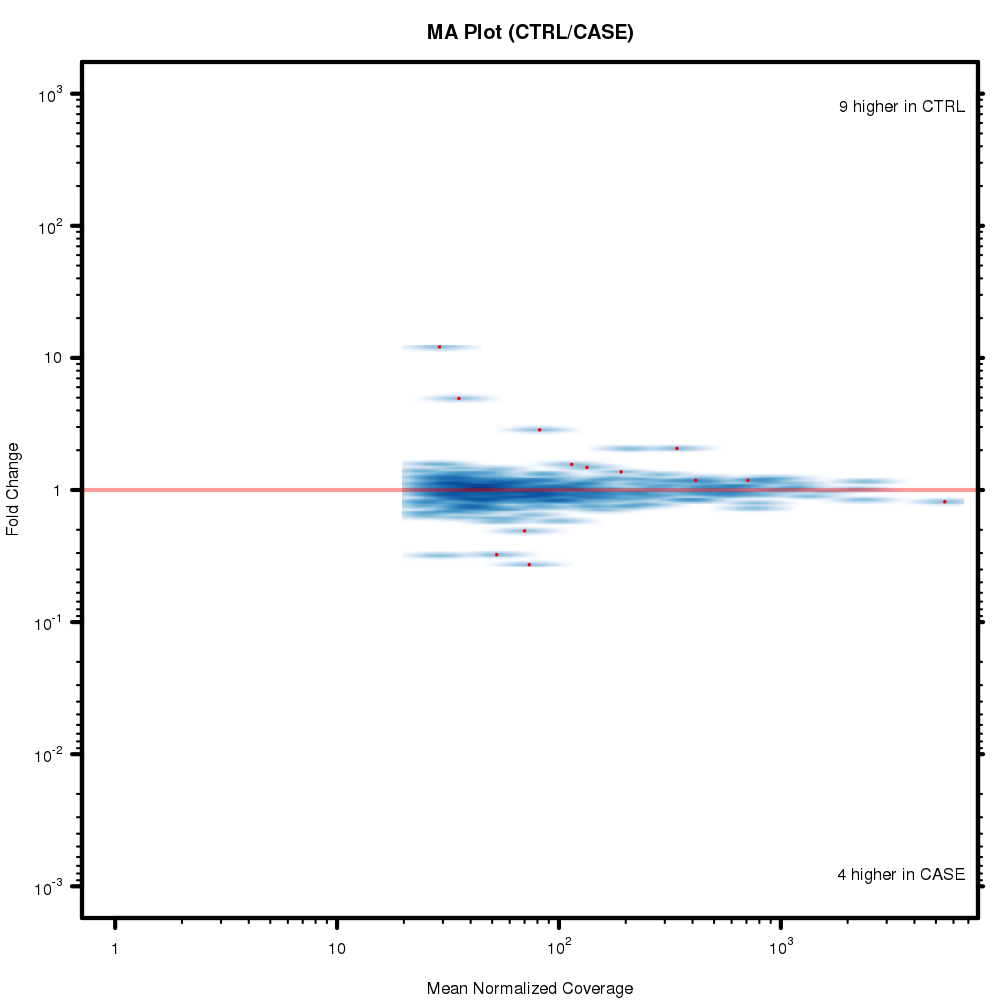 MA Plot (CTRL/CASE)
10³
9 higher in CTRL
10²
10
1
10⁻¹
10⁻²
10⁻³
4 higher in CASE
Fold Change
1
10
10²
10³
Mean Normalized Coverage